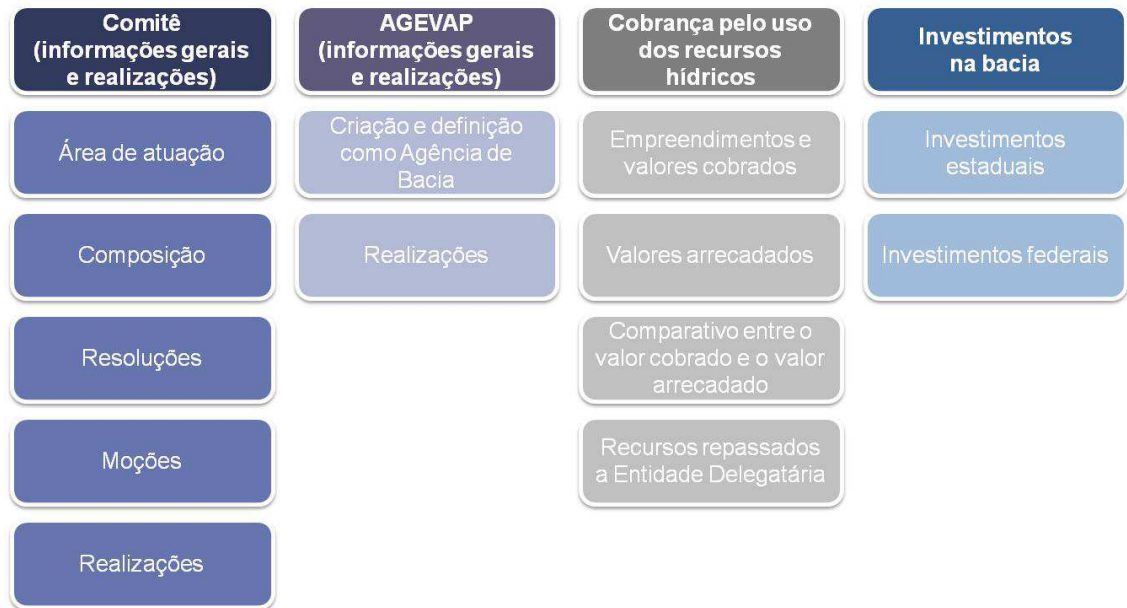 Comitê
(informações gerais
e realizações)
Área de atuação
Composição
Resoluções
Moções
Realizações
AGEVAP
(informações gerais
e realizações)
Criação e definição
como Agência de
Bacia
Realizações
Cobrança pelo uso
dos recursos
hídricos
Empreendimentos e
valores cobrados
Valores arrecadados
Comparativo entre o
valor cobrado e o valor
arrecadado
Recursos repassados
a Entidade Delegatária
Investimentos
na bacia
Investimentos
estaduais
Investimentos federais